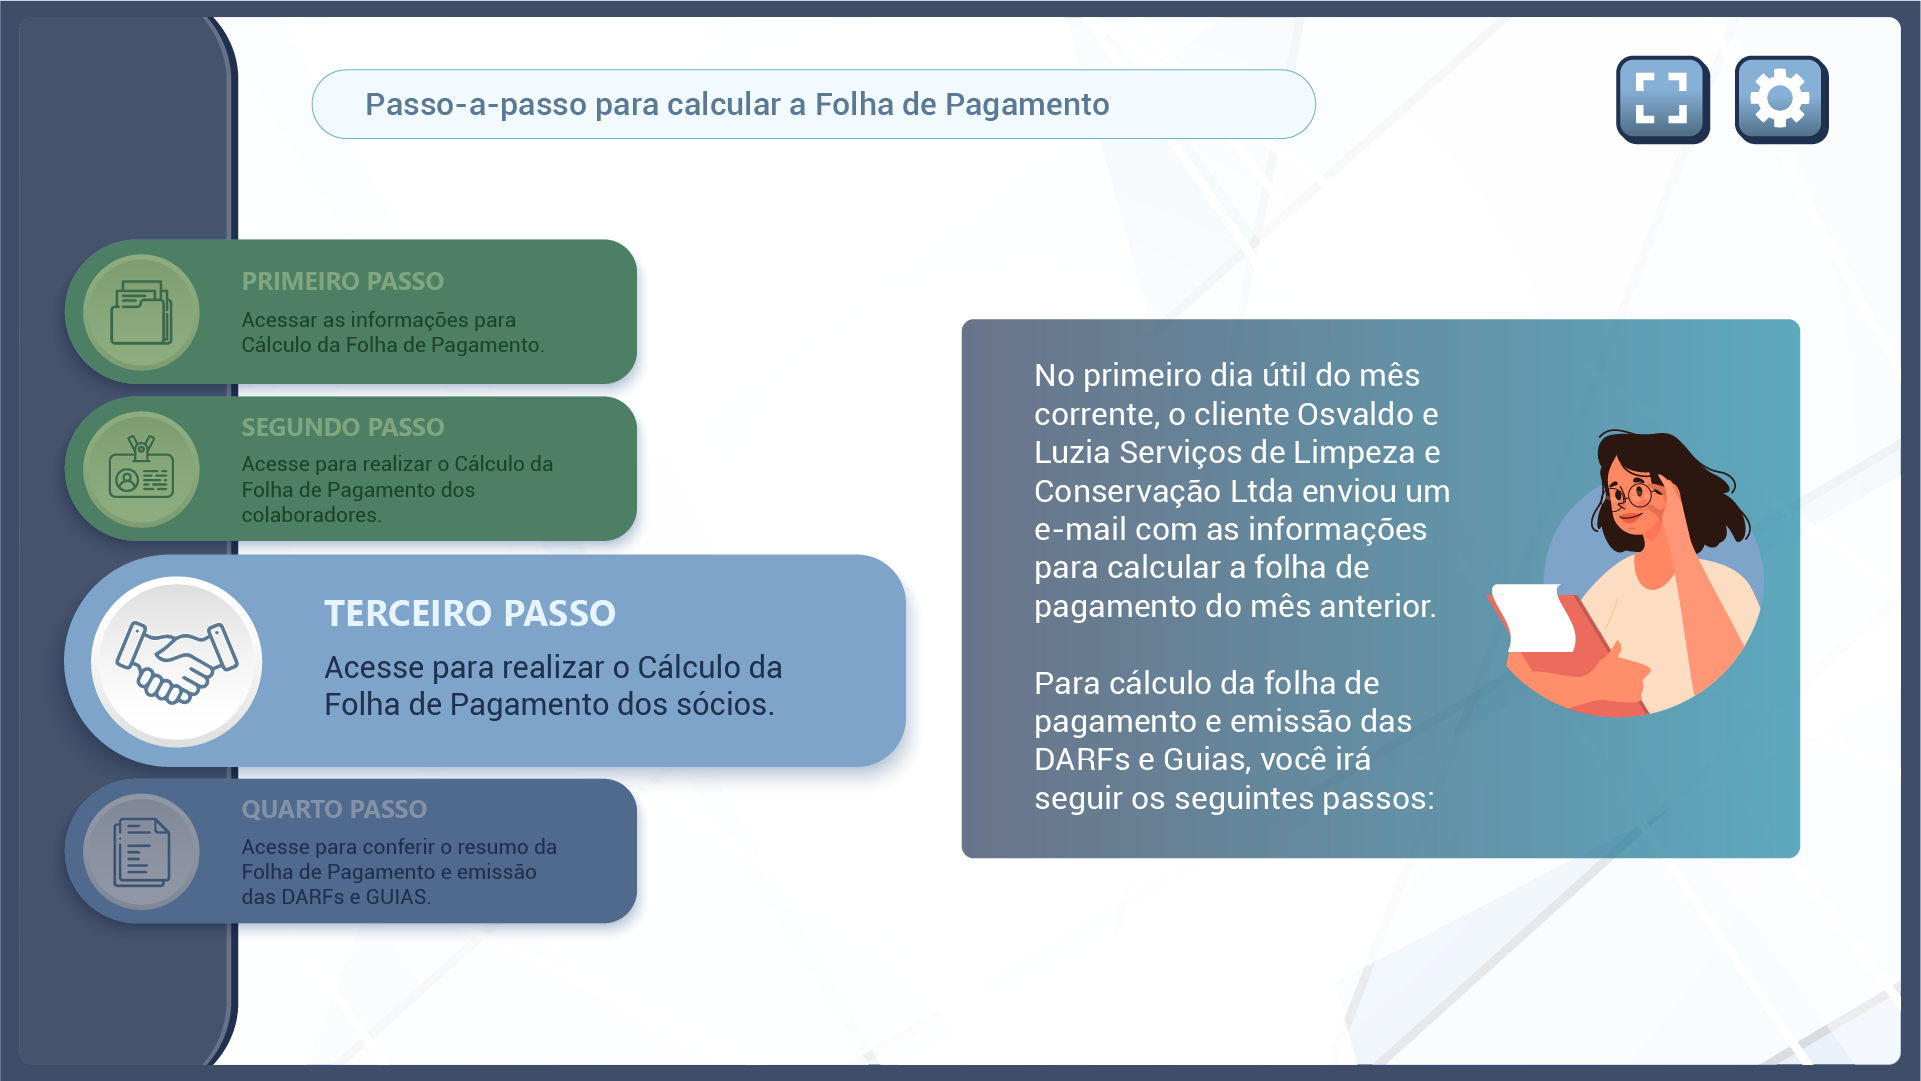 Passo-a-passo para calcular a Folha de Pagamento
PRIMEIRO PASSO
Acessar as informações para
Cálculo da Folha de Pagamento.
SEGUNDO PASSO
Acesse para realizar o Cálculo da
Folha de Pagamento dos
colaboradores.
TERCEIRO PASSO
Acesse para realizar o Cálculo da
Folha de Pagamento dos sócios.
QUARTO PASSO
Acesse para conferir o resumo da
Folha de Pagamento e emissão
das DARFs e GUIAS.
No primeiro dia útil do mês
corrente, o cliente Osvaldo e
Luzia Serviços de Limpeza e
Conservação Ltda enviou um
e-mail com as informações
para calcular a folha de
pagamento do mês anterior.
Para cálculo da folha de
pagamento e emissão das
DARFs e Guias, você irá
seguir os seguintes passos: